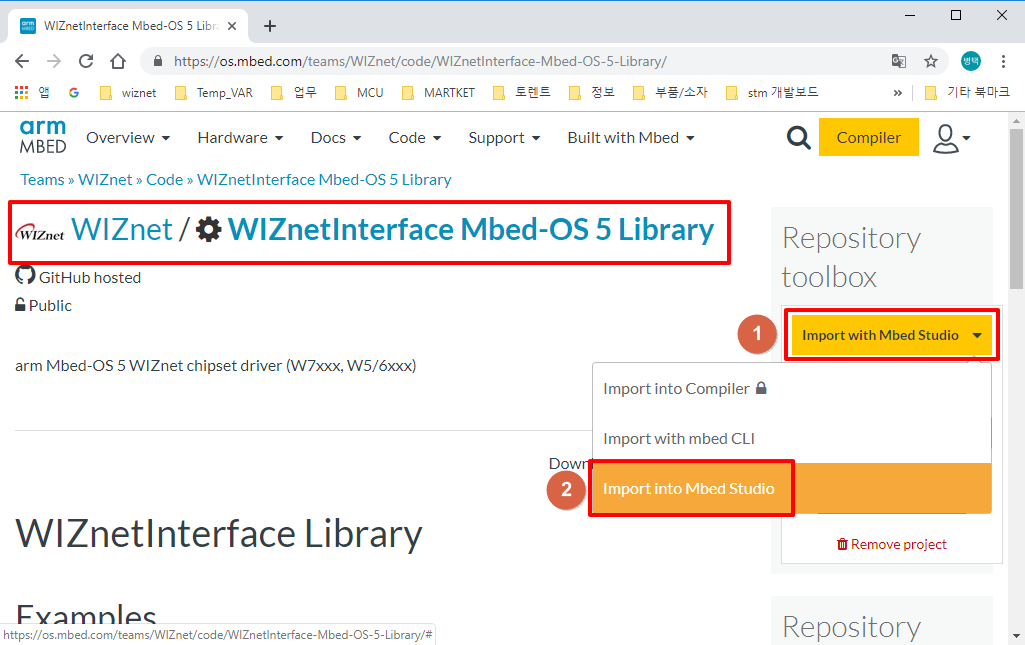 arm MBED
WIZnetInterface Mbed-OS 5 Libra
https://os.mbed.com/teams/WIZnet/code/WIZnetInterface-Mbed-OS-5-Library/
병택
앱
G
wiznet
Temp_VAR
업무
MCU
MARTKET
토렌트
정보
부품/소자
stm 개발보드
»
기타 북마크
arm
MBED
Overview
Hardware
Docs
Code
Support
Built with Mbed
Compiler
Teams » WIZnet » Code » WIZnetInterface Mbed-OS 5 Library
WIZnet WIZnet / WIZnetInterface Mbed-OS 5 Library
GitHub hosted
Public
arm Mbed-OS 5 WIZnet chipset driver (W7xxx, W5/6xxx)
Repository
toolbox
1
Import with Mbed Studio
Import into Compiler
Import with mbed CLI
Down
2
Import into Mbed Studio
Remove project
WIZnetInterface Library
Examples
Repository
https://os.mbed.com/teams/WIZnet/code/WIZnetInterface-Mbed-OS-5-Library/#